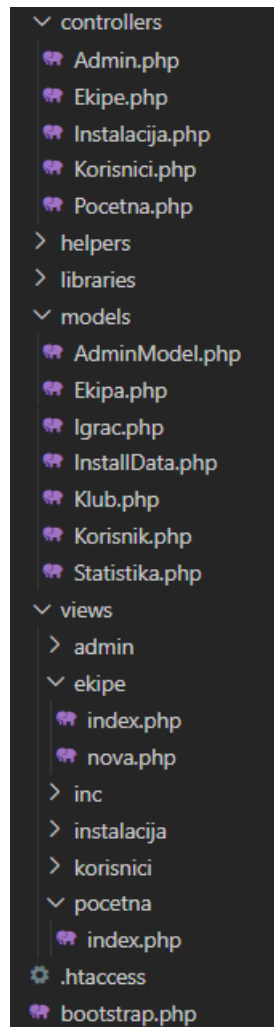 controllers
Admin.php
Ekipe.php
Instalacija.php
Korisnici.php
Pocetna.php
helpers
libraries
models
AdminModel.php
Ekipa.php
Igrac.php
InstallData.php
Klub.php
Korisnik.php
Statistika.php
views
admin
ekipe
index.php
nova.php
inc
instalacija
korisnici
pocetna
index.php
.htaccess
bootstrap.php